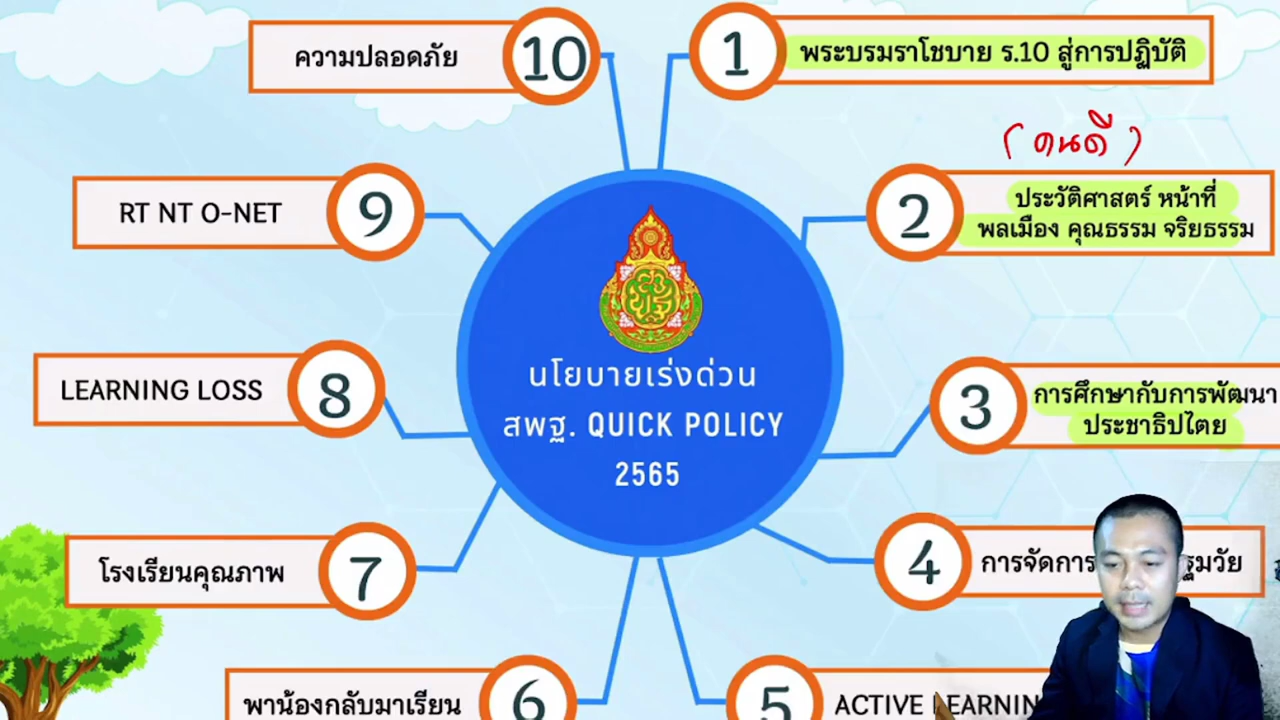 10
ความปลอดภัย
1
พระบรมราโชบาย ร.10 สู่การปฏิบัติ
(คนดี)
9
RT NT O-NET
2
ประวัติศาสตร์ หน้าที่
พลเมือง คุณธรรม จริยธรรม
8
LEARNING LOSS
นโยบายเร่งด่วน
สพฐ. QUICK POLICY
2565
3
การศึกษากับการพัฒนา
ประชาธิปไตย
7
โรงเรียนคุณภาพ
4
การจัดการ
6
พาน้องกลับมาเรียน
5
ACTIVE